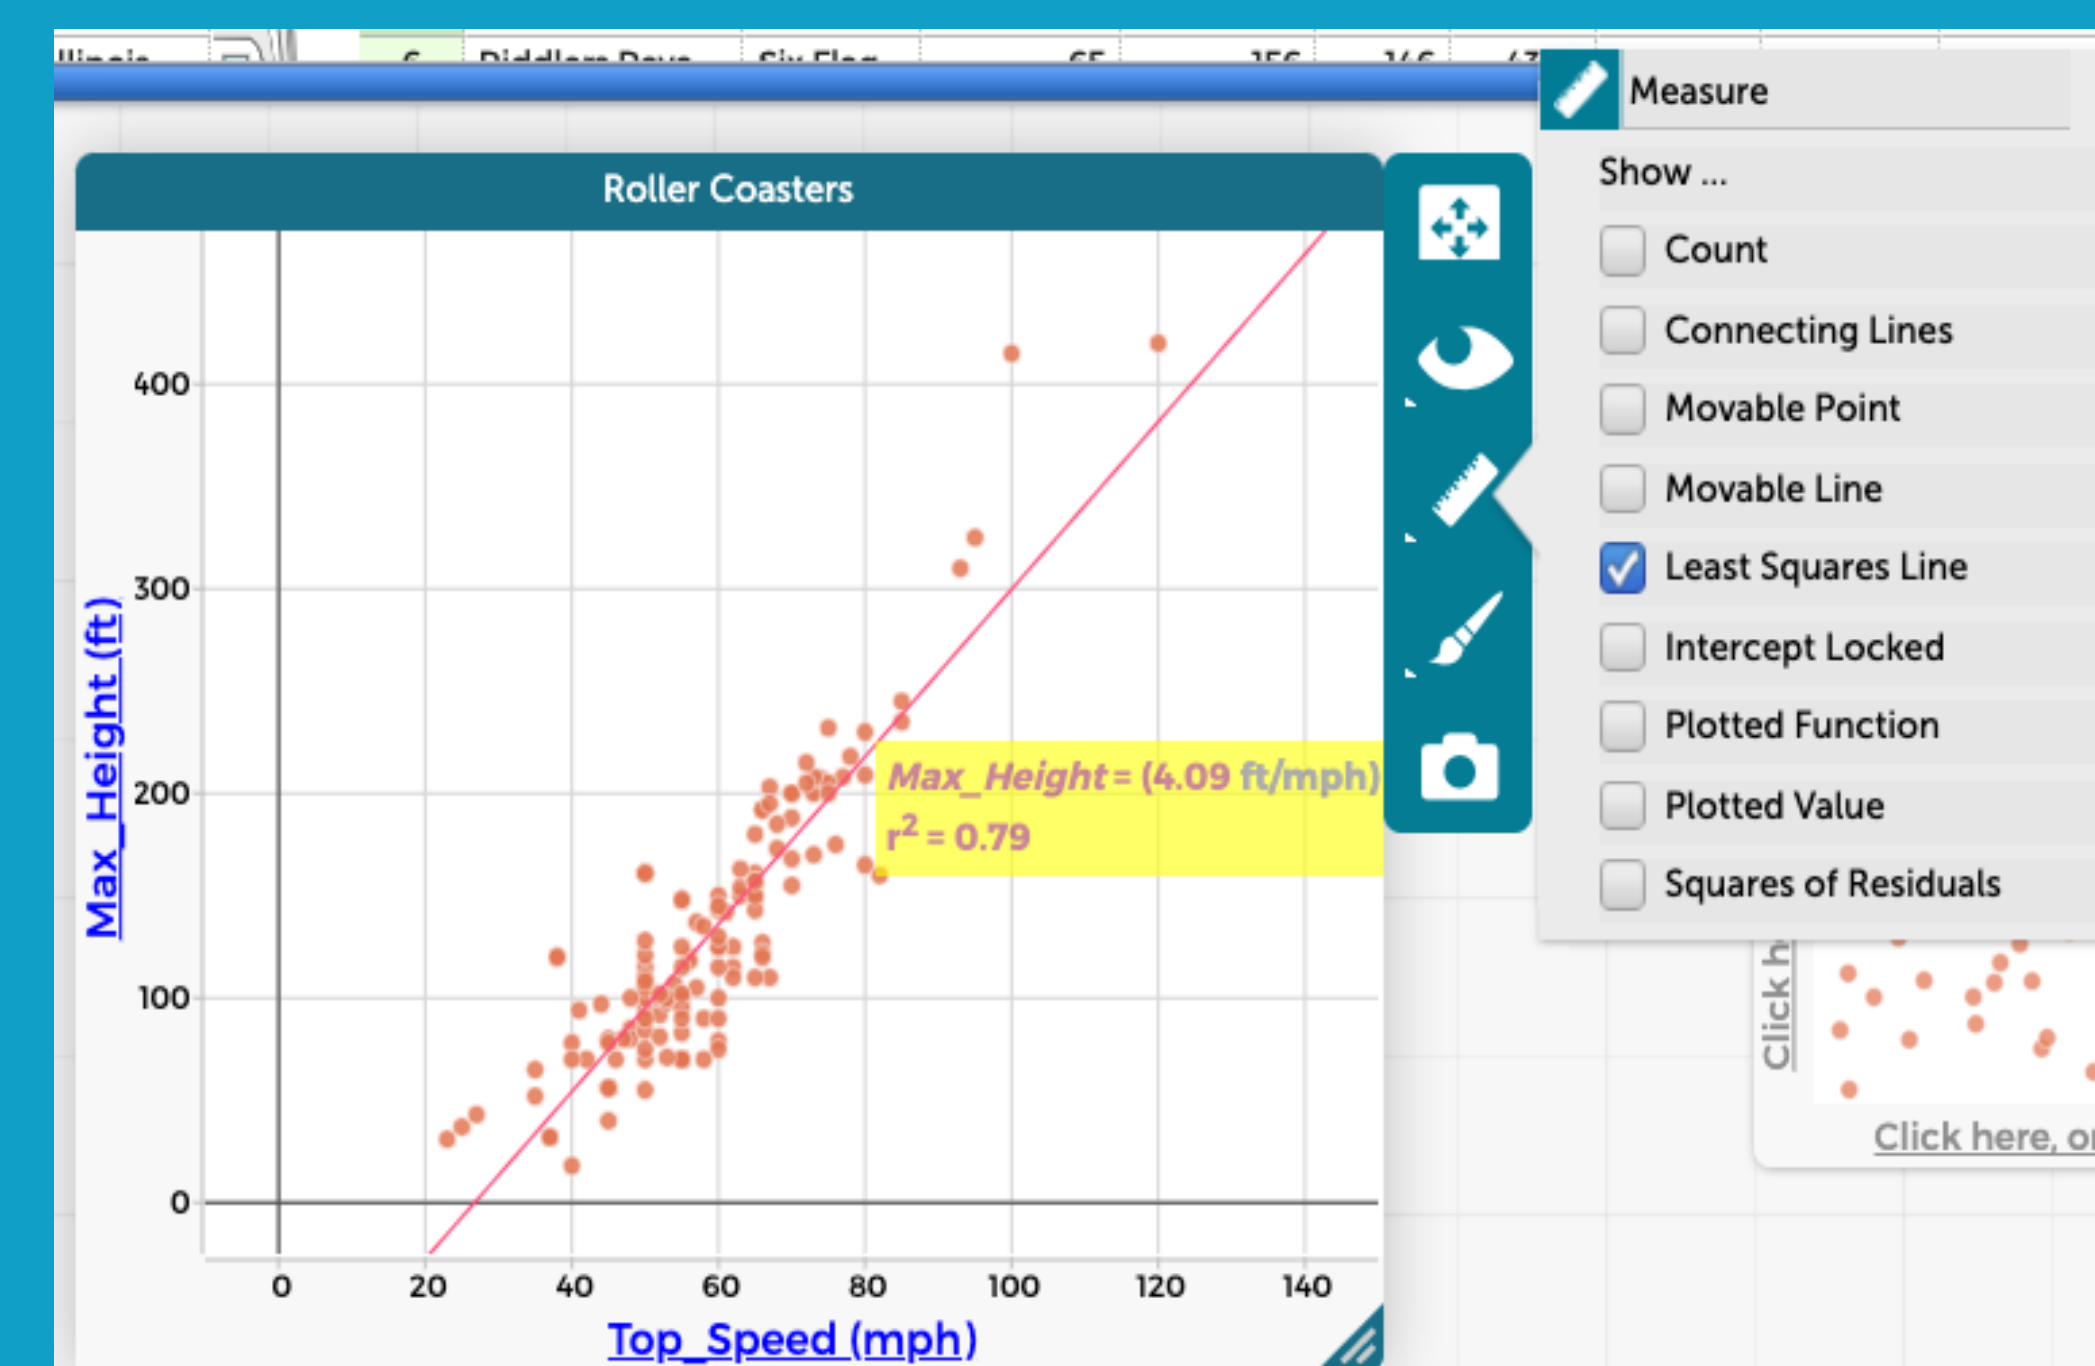 Measure
Show ...
Roller Coasters
Count
Connecting Lines
Movable Point
Movable Line
Least Squares Line
Intercept Locked
Plotted Function
Plotted Value
Squares of Residuals
Max_Height (ft)
400
300
200
100
0
Max_Height = (4.09 ft/mph)
r² = 0.79
0 20 40 60 80 100 120 140
Top_Speed (mph)
Click
Click here,